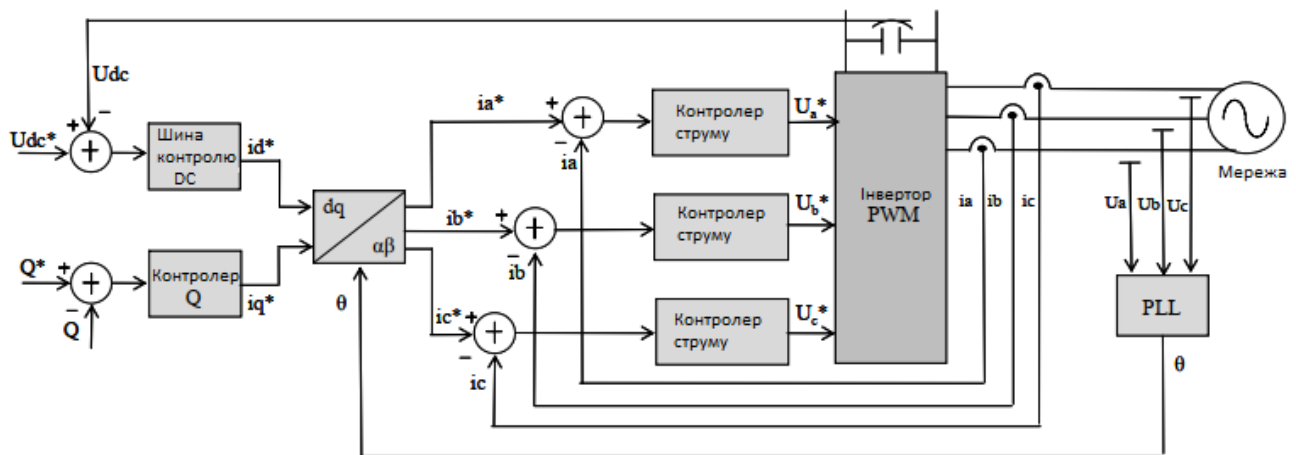 Udc
Udc*
+
−
Шина
контролю
DC
id*
Q*
+
−
Q
Контролер
Q
iq*
dq
αβ
θ
ia*
+
−
ia
Контролер
струму
Ua*
ib*
+
−
ib
Контролер
струму
Ub*
ic*
+
−
ic
Контролер
струму
Uc*
Інвертор
PWM
ia ib ic
Ua Ub Uc
Мережа
PLL
θ